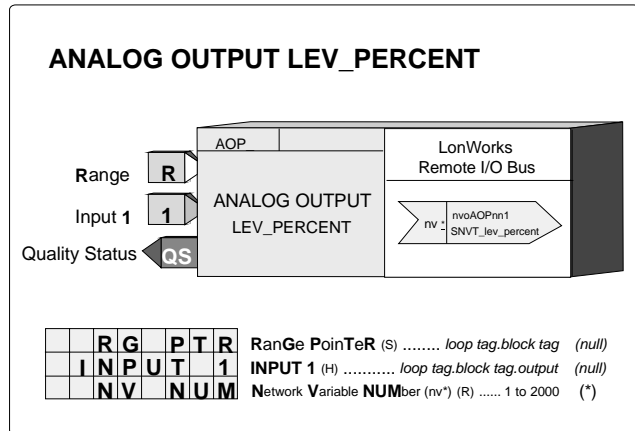 ANALOG OUTPUT LEV_PERCENT
AOP_
LonWorks
Remote I/O Bus
Range R
ANALOG OUTPUT
LEV_PERCENT
Input 1 1
nv * nvoAOPnn1
SNVT_lev_percent
Quality Status QS
RG PTR RanGe PoinTeR (S) ........ loop tag.block tag (null)
INPUT 1 INPUT 1 (H) ........... loop tag.block tag.output (null)
NV NUM Network Variable NUMber (nv*) (R) ...... 1 to 2000 (*)